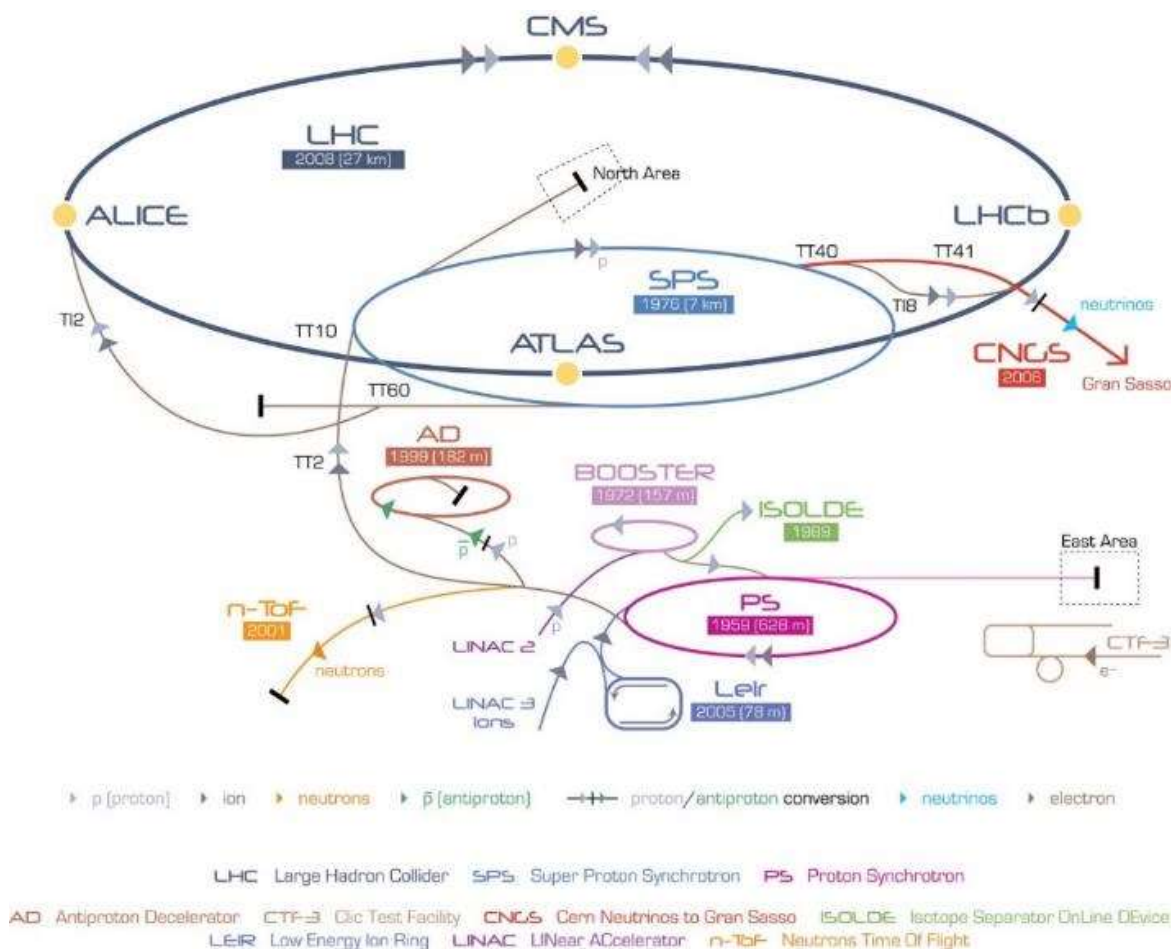 CMS
LHC
2008 (27 km)
North Area
ALICE
LHCb
TT40
TT41
SPS
1976 (7 km)
p
TI2
TT10
TI8
neutrinos
ATLAS
CNGS
2006
Gran Sasso
TT60
AD
1999 (182 m)
TT2
BOOSTER
1972 (157 m)
ISOLDE
1989
p̄
p
East Area
n-ToF
2001
PS
1959 (628 m)
p
LINAC 2
neutrons
CTF-3
e-
LINAC 3
Ions
Leir
2005 (78 m)
p (proton) ion neutrons p̄ (antiproton) proton/antiproton conversion neutrinos electron
LHC Large Hadron Collider SPS Super Proton Synchrotron PS Proton Synchrotron
AD Antiproton Decelerator CTF-3 Clic Test Facility CNGS Cern Neutrinos to Gran Sasso ISOLDE Isotope Separator OnLine DEvice
LEIR Low Energy Ion Ring LINAC LINear ACcelerator n-ToF Neutrons Time Of Flight